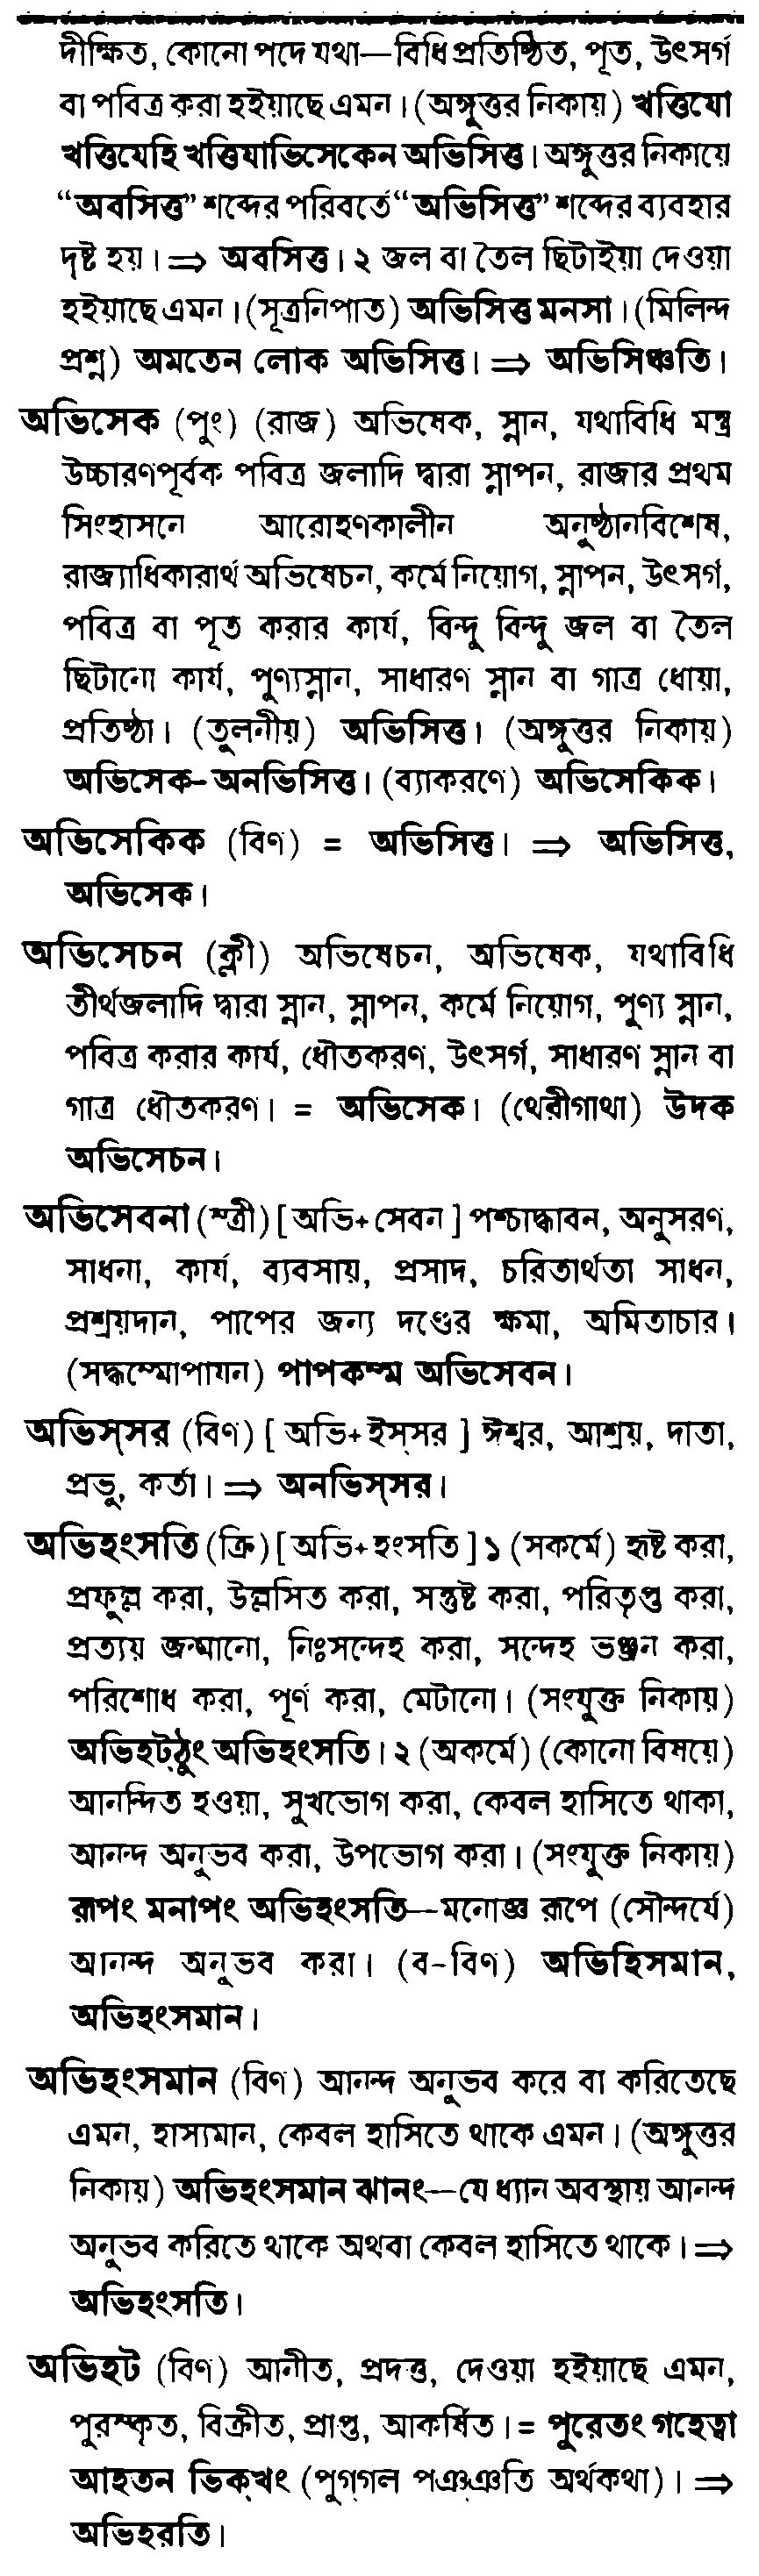 দীক্ষিত, কোনো পদে যথা—বিধি প্রতিষ্ঠিত, পূত, উৎসর্গ
বা পবিত্র করা হইয়াছে এমন। (অঙ্গুত্তর নিকায়) খত্তিযো
খত্তিযেহি খত্তিযাভিসেকেন অভিসিত্ত। অঙ্গুত্তর নিকায়ে
“অবসিত্ত” শব্দের পরিবর্তে “অভিসিত্ত” শব্দের ব্যবহার
দৃষ্ট হয়। ⇒ অবসিত্ত। ২ জল বা তৈল ছিটাইয়া দেওয়া
হইয়াছে এমন। (সূত্রনিপাত) অভিসিত্ত মনসা। (মিলিন্দ
প্রশ্ন) অমতেন লোক অভিসিত্ত। ⇒ অভিসিঞ্চতি।
অভিসেক (পুং) (রাজ) অভিষেক, স্নান, যথাবিধি মন্ত্র
উচ্চারণপূর্বক পবিত্র জলাদি দ্বারা স্নাপন, রাজার প্রথম
সিংহাসনে আরোহণকালীন অনুষ্ঠানবিশেষ,
রাজ্যাধিকারার্থ অভিষেচন, কর্মে নিয়োগ, স্নাপন, উৎসর্গ,
পবিত্র বা পূত করার কার্য, বিন্দু বিন্দু জল বা তৈল
ছিটানো কার্য, পুণ্যস্নান, সাধারণ স্নান বা গাত্র ধোয়া,
প্রতিষ্ঠা। (তুলনীয়) অভিসিত্ত। (অঙ্গুত্তর নিকায়)
অভিসেক-অনভিসিত্ত। (ব্যাকরণে) অভিসেকিক।
অভিসেকিক (বিণ) = অভিসিত্ত। ⇒ অভিসিত্ত,
অভিসেক।
অভিসেচন (ক্লী) অভিষেচন, অভিষেক, যথাবিধি
তীর্থজলাদি দ্বারা স্নান, স্নাপন, কর্মে নিয়োগ, পুণ্য স্নান,
পবিত্র করার কার্য, ধৌতকরণ, উৎসর্গ, সাধারণ স্নান বা
গাত্র ধৌতকরণ। = অভিসেক। (থেরীগাথা) উদক
অভিসেচন।
অভিসেবনা (স্ত্রী) [ অভি+সেবন ] পশ্চাদ্ধাবন, অনুসরণ,
সাধনা, কার্য, ব্যবসায়, প্রসাদ, চরিতার্থতা সাধন,
প্রশ্রয়দান, পাপের জন্য দণ্ডের ক্ষমা, অমিতাচার।
(সদ্ধম্মোপাযন) পাপকম্ম অভিসেবন।
অভিস্‌সর (বিণ) [ অভি+ইস্‌সর ] ঈশ্বর, আশ্রয়, দাতা,
প্রভু, কর্তা। ⇒ অনভিস্‌সর।
অভিহংসতি (ক্রি) [ অভি+হংসতি ] ১ (সকর্মে) হৃষ্ট করা,
প্রফুল্ল করা, উল্লসিত করা, সন্তুষ্ট করা, পরিতৃপ্ত করা,
প্রত্যয় জন্মানো, নিঃসন্দেহ করা, সন্দেহ ভঞ্জন করা,
পরিশোধ করা, পূর্ণ করা, মেটানো। (সংযুক্ত নিকায়)
অভিহট্‌ঠুং অভিহংসতি। ২ (অকর্মে) (কোনো বিষয়ে)
আনন্দিত হওয়া, সুখভোগ করা, কেবল হাসিতে থাকা,
আনন্দ অনুভব করা, উপভোগ করা। (সংযুক্ত নিকায়)
রূপং মনাপং অভিহংসতি—মনোজ্ঞ রূপে (সৌন্দর্যে)
আনন্দ অনুভব করা। (ব-বিণ) অভিহিসমান,
অভিহংসমান।
অভিহংসমান (বিণ) আনন্দ অনুভব করে বা করিতেছে
এমন, হাস্যমান, কেবল হাসিতে থাকে এমন। (অঙ্গুত্তর
নিকায়) অভিহংসমান ঝানং—যে ধ্যান অবস্থায় আনন্দ
অনুভব করিতে থাকে অথবা কেবল হাসিতে থাকে। ⇒
অভিহংসতি।
অভিহট (বিণ) আনীত, প্রদত্ত, দেওয়া হইয়াছে এমন,
পুরস্কৃত, বিক্রীত, প্রাপ্ত, আকর্ষিত। = পুরেতং গহেত্বা
আহতন ভিক্‌খং (পুগ্‌গল পঞ্ঞতি অর্থকথা)। ⇒
অভিহরতি।